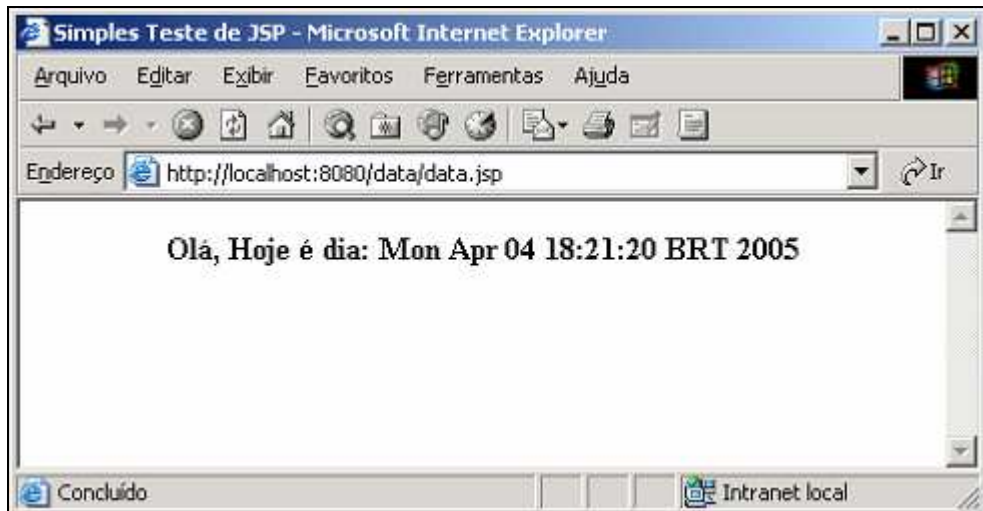 Simples Teste de JSP - Microsoft Internet Explorer
Arquivo Editar Exibir Favoritos Ferramentas Ajuda
Endereço http://localhost:8080/data/data.jsp Ir
Olá, Hoje é dia: Mon Apr 04 18:21:20 BRT 2005
Concluído Intranet local